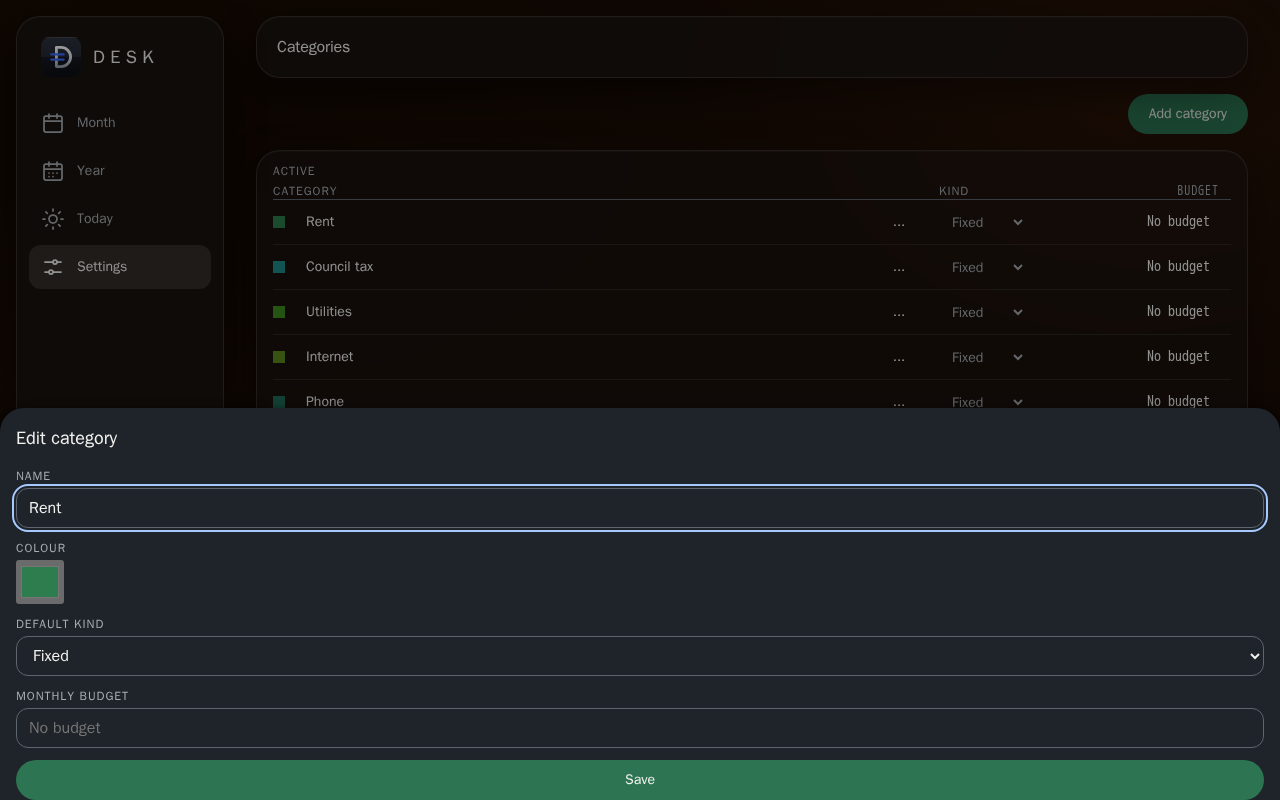 DESK
Month
Year
Today
Settings
Categories
Add category
ACTIVE
CATEGORY KIND BUDGET
Rent ... Fixed No budget
Council tax ... Fixed No budget
Utilities ... Fixed No budget
Internet ... Fixed No budget
Phone ... Fixed No budget
Edit category
NAME
Rent
COLOUR
DEFAULT KIND
Fixed
MONTHLY BUDGET
No budget
Save